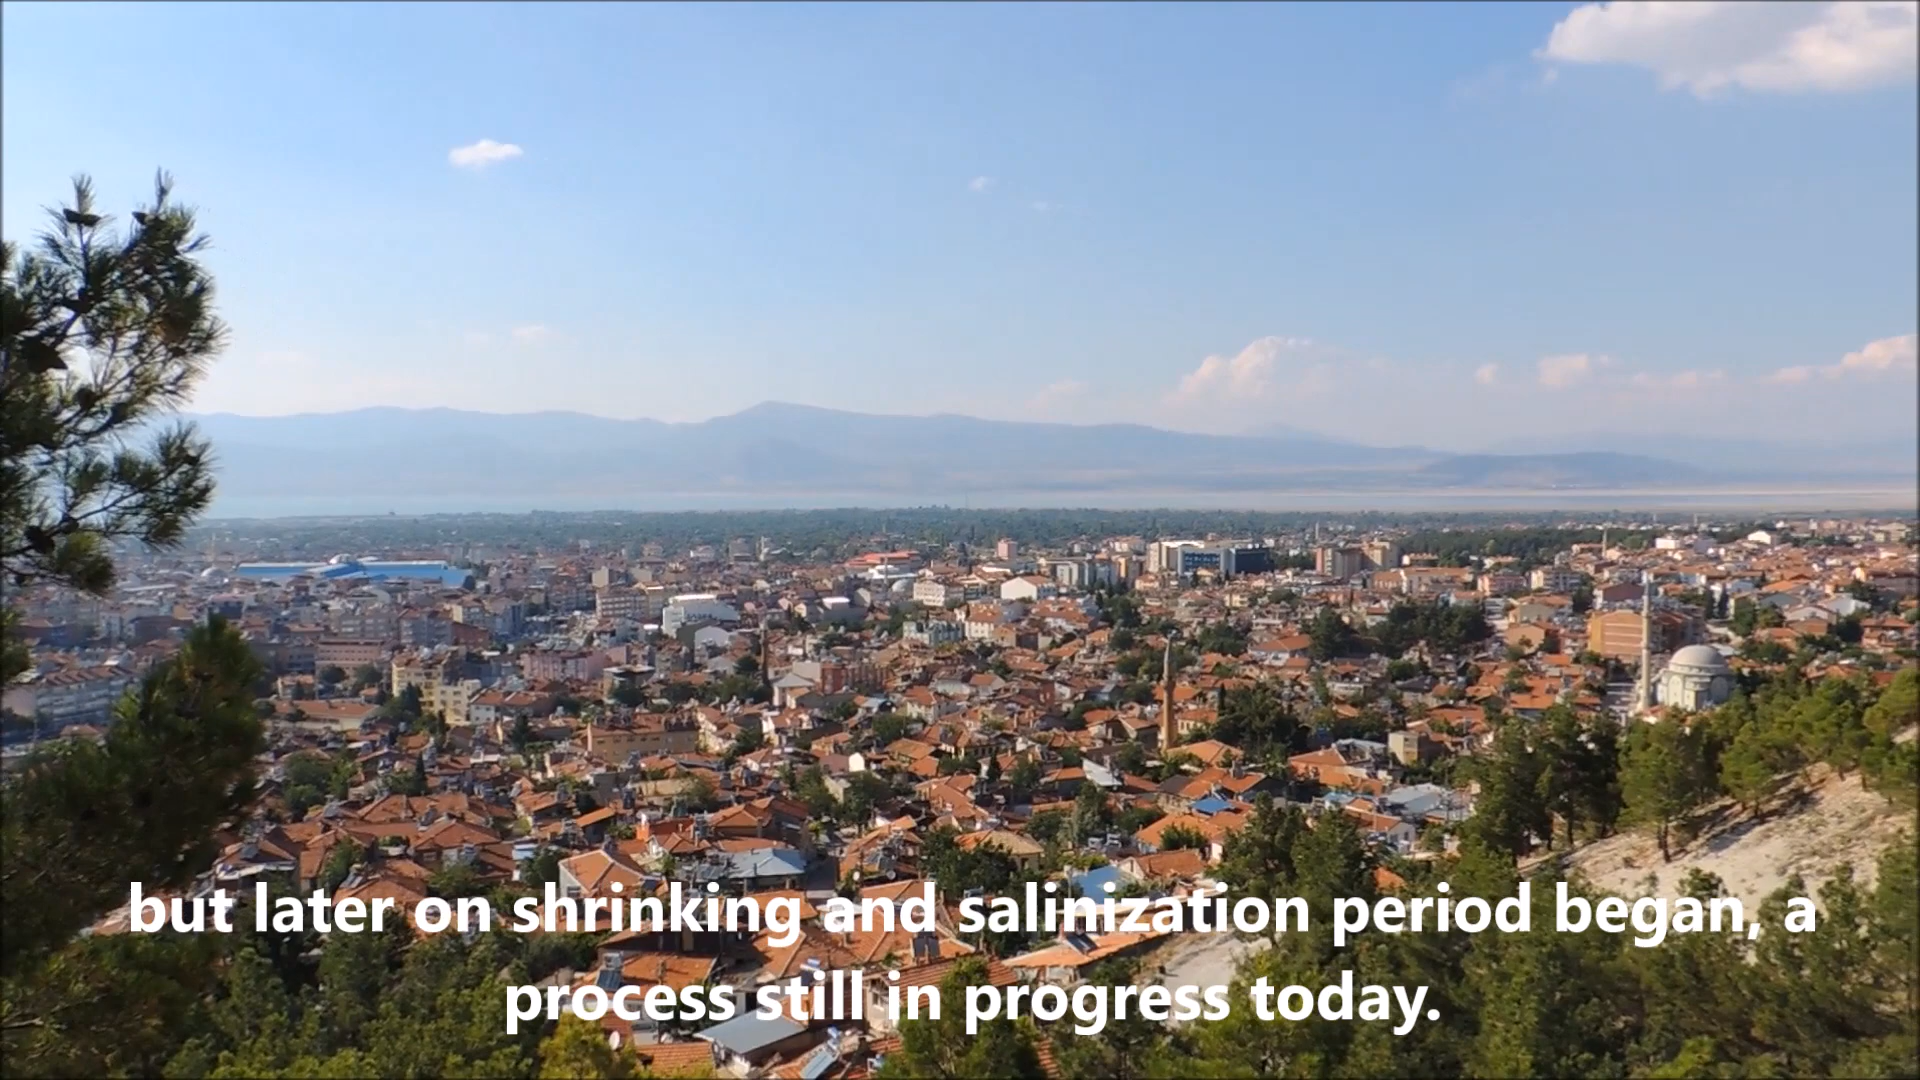 but later on shrinking and salinization period began, a
process still in progress today.